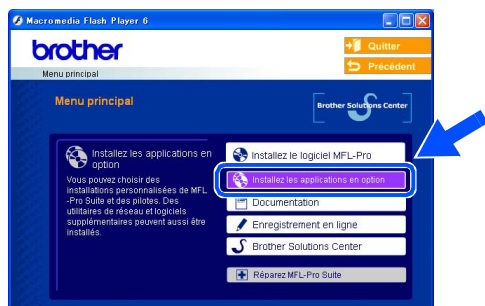 Macromedia Flash Player 6
brother
Quitter
Précédent
Menu principal
Menu principal
Brother Solutions Center
Installez les applications en
option
Vous pouvez choisir des
installations personnalisées de MFL
-Pro Suite et des pilotes. Des
utilitaires de réseau et logiciels
supplémentaires peuvent aussi être
installés.
Installez le logiciel MFL-Pro
Installez les applications en option
Documentation
Enregistrement en ligne
Brother Solutions Center
Réparez MFL-Pro Suite